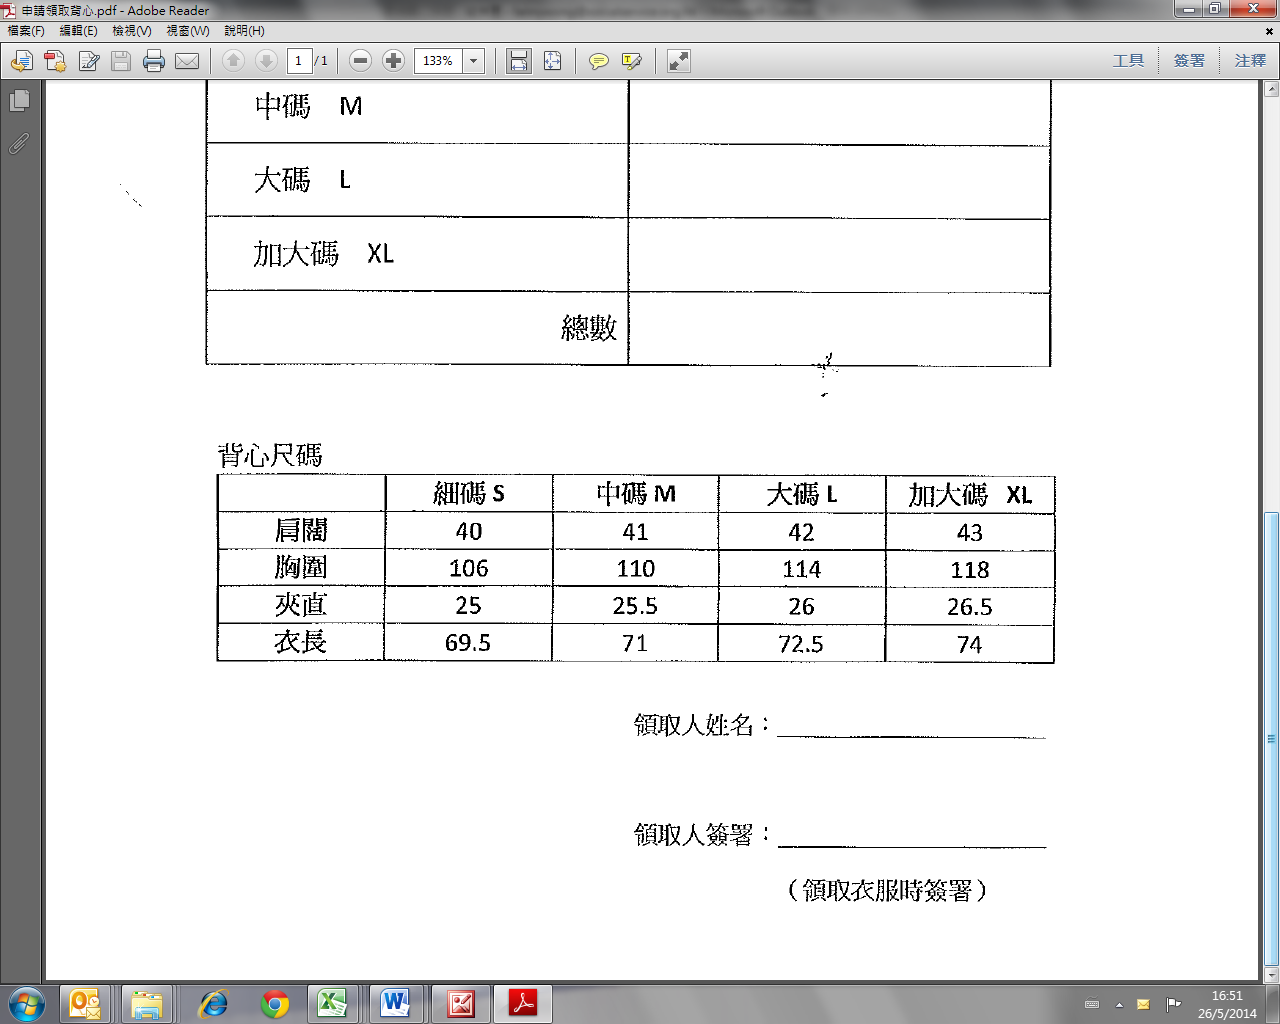 申請領取背心.pdf - Adobe Reader
檔案(F) 編輯(E) 檢視(V) 視窗(W) 說明(H)
1 / 1 133% 工具 簽署 注釋
中碼 M
大碼 L
加大碼 XL
總數
背心尺碼
細碼 S 中碼 M 大碼 L 加大碼 XL
肩闊 40 41 42 43
胸圍 106 110 114 118
夾直 25 25.5 26 26.5
衣長 69.5 71 72.5 74
領取人姓名：
領取人簽署：
（領取衣服時簽署）
16:51
26/5/2014